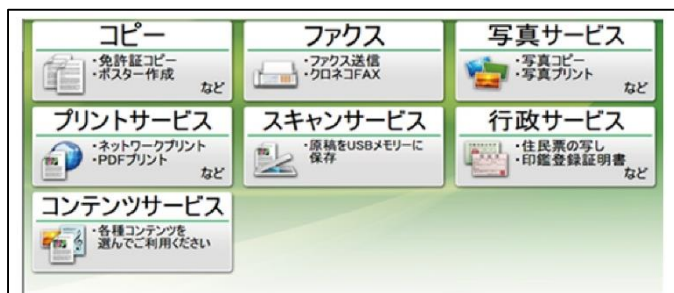 コピー
・免許証コピー
・ポスター作成
など
ファクス
・ファクス送信
・クロネコFAX
写真サービス
・写真コピー
・写真プリント
など
プリントサービス
・ネットワークプリント
・PDFプリント
など
スキャンサービス
・原稿をUSBメモリーに
保存
行政サービス
・住民票の写し
・印鑑登録証明書
など
コンテンツサービス
・各種コンテンツを
選んでご利用ください